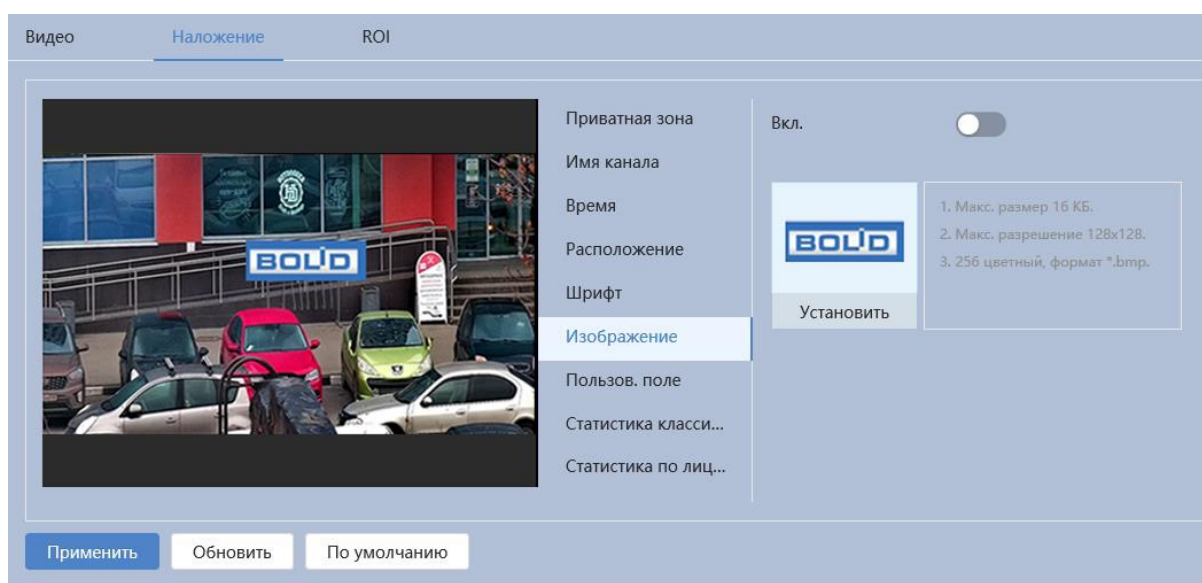 Видео
Наложение
ROI
BOLID
Приватная зона
Имя канала
Время
Расположение
Шрифт
Изображение
Пользов. поле
Статистика класси...
Статистика по лиц...
Вкл.
BOLID
Установить
1. Макс. размер 16 КБ.
2. Макс. разрешение 128x128.
3. 256 цветный, формат *.bmp.
Применить
Обновить
По умолчанию